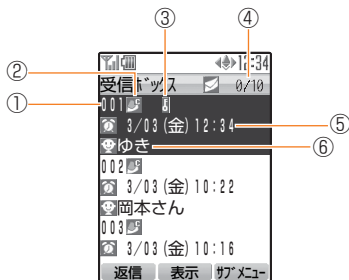 ③ ④
② 12:34
受信ボックス 0/10
① 001
3/03(金)12:34 ⑤
ゆき ⑥
002
3/03(金)10:22
岡本さん
003
3/03(金)10:16
返信 表示 サブメニュー